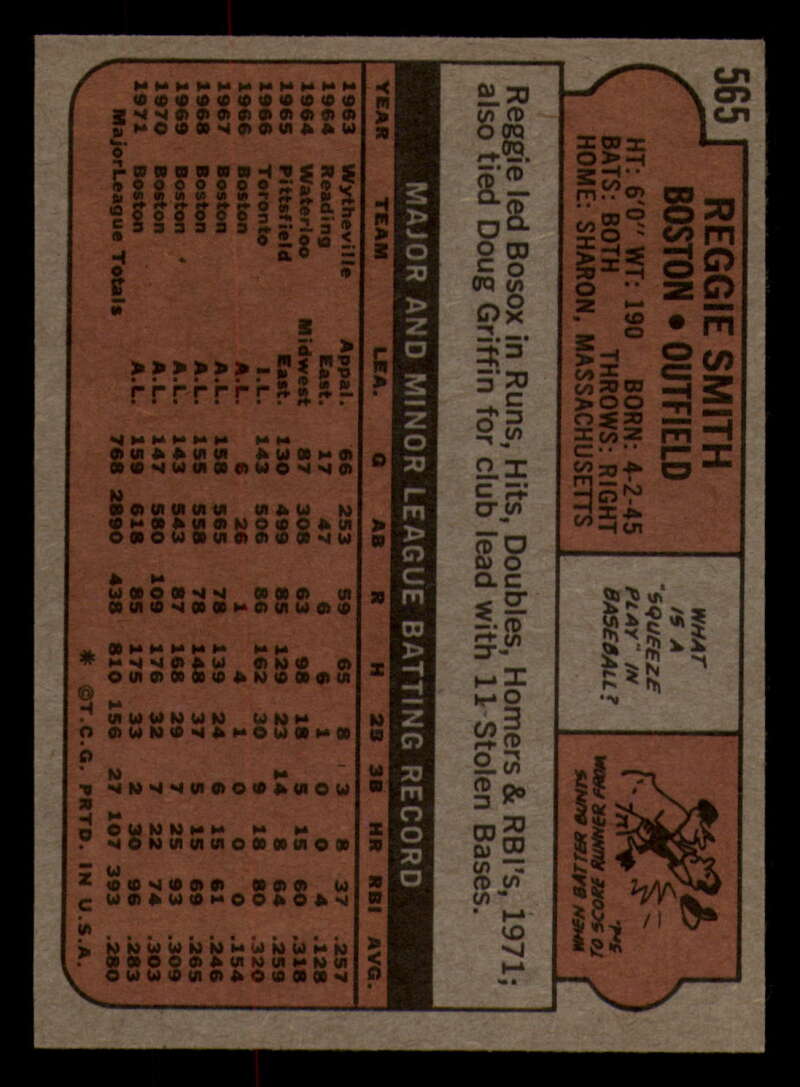 565
REGGIE SMITH
BOSTON • OUTFIELD
HT: 6'0" WT: 190 BORN: 4-2-45
BATS: BOTH THROWS: RIGHT
HOME: SHARON, MASSACHUSETTS
WHAT
IS A
"SQUEEZE
PLAY" IN
BASEBALL?
WHEN BATTER BUNTS
TO SCORE RUNNER FROM
3RD
Reggie led Bosox in Runs, Hits, Doubles, Homers & RBI's, 1971;
also tied Doug Griffin for club lead with 11 Stolen Bases.
MAJOR AND MINOR LEAGUE BATTING RECORD
YEAR TEAM LEA. G AB R H 2B 3B HR RBI AVG.
1963 Wytheville Appal. 66 253 59 65 8 3 8 37 .257
1964 Reading East. 17 47 6 6 1 0 0 4 .128
1964 Waterloo Midwest 87 308 63 98 18 5 15 60 .318
1965 Pittsfield East. 130 499 85 129 23 14 8 64 .259
1966 Toronto I.L. 143 506 86 162 30 9 18 80 .320
1966 Boston A.L. 6 26 1 4 1 0 0 0 .154
1967 Boston A.L. 158 565 78 139 24 6 15 61 .246
1968 Boston A.L. 155 558 78 148 37 5 15 69 .265
1969 Boston A.L. 143 543 87 168 29 7 25 93 .309
1970 Boston A.L. 147 580 109 176 32 7 22 74 .303
1971 Boston A.L. 159 618 85 175 33 2 30 96 .283
Major League Totals 768 2890 438 810 156 27 107 393 .280
* ©T.C.G. PRTD. IN U.S.A.